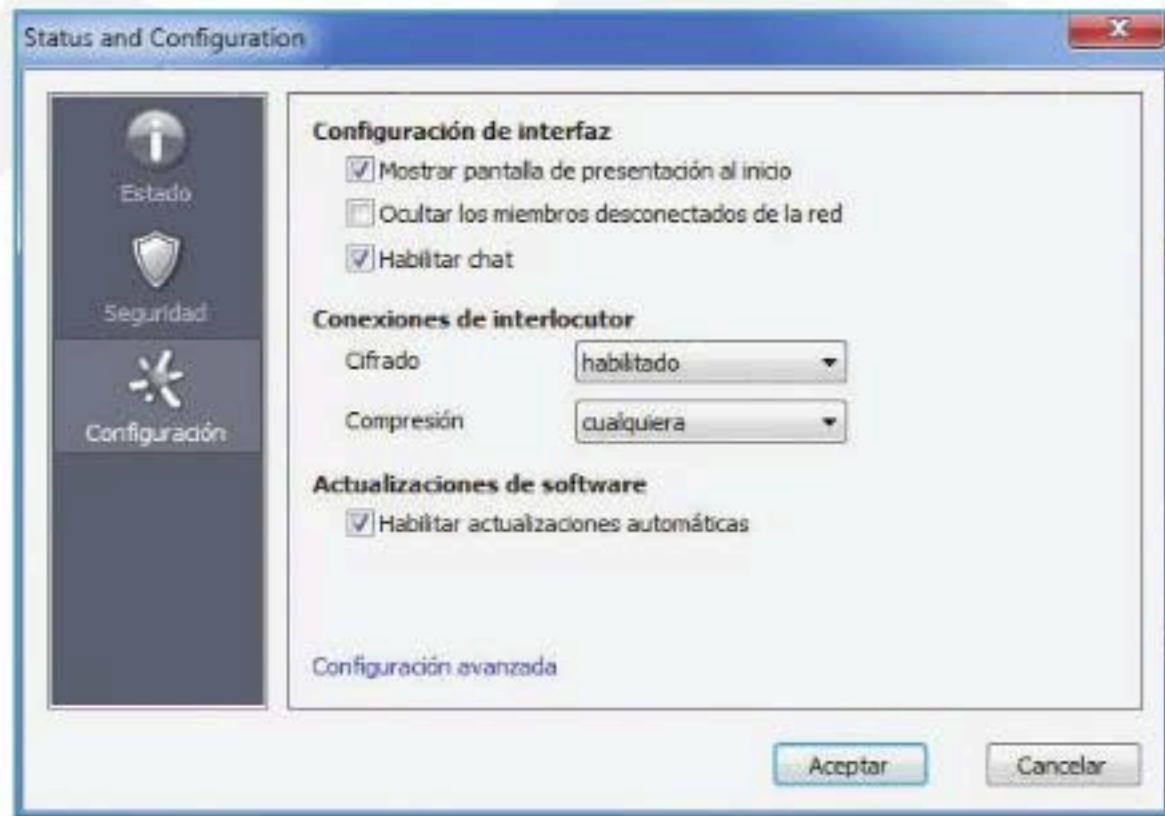 Status and Configuration
Estado
Seguridad
Configuración
Configuración de interfaz
Mostrar pantalla de presentación al inicio
Ocultar los miembros desconectados de la red
Habilitar chat
Conexiones de interlocutor
Cifrado habilitado
Compresión cualquiera
Actualizaciones de software
Habilitar actualizaciones automáticas
Configuración avanzada
Aceptar Cancelar